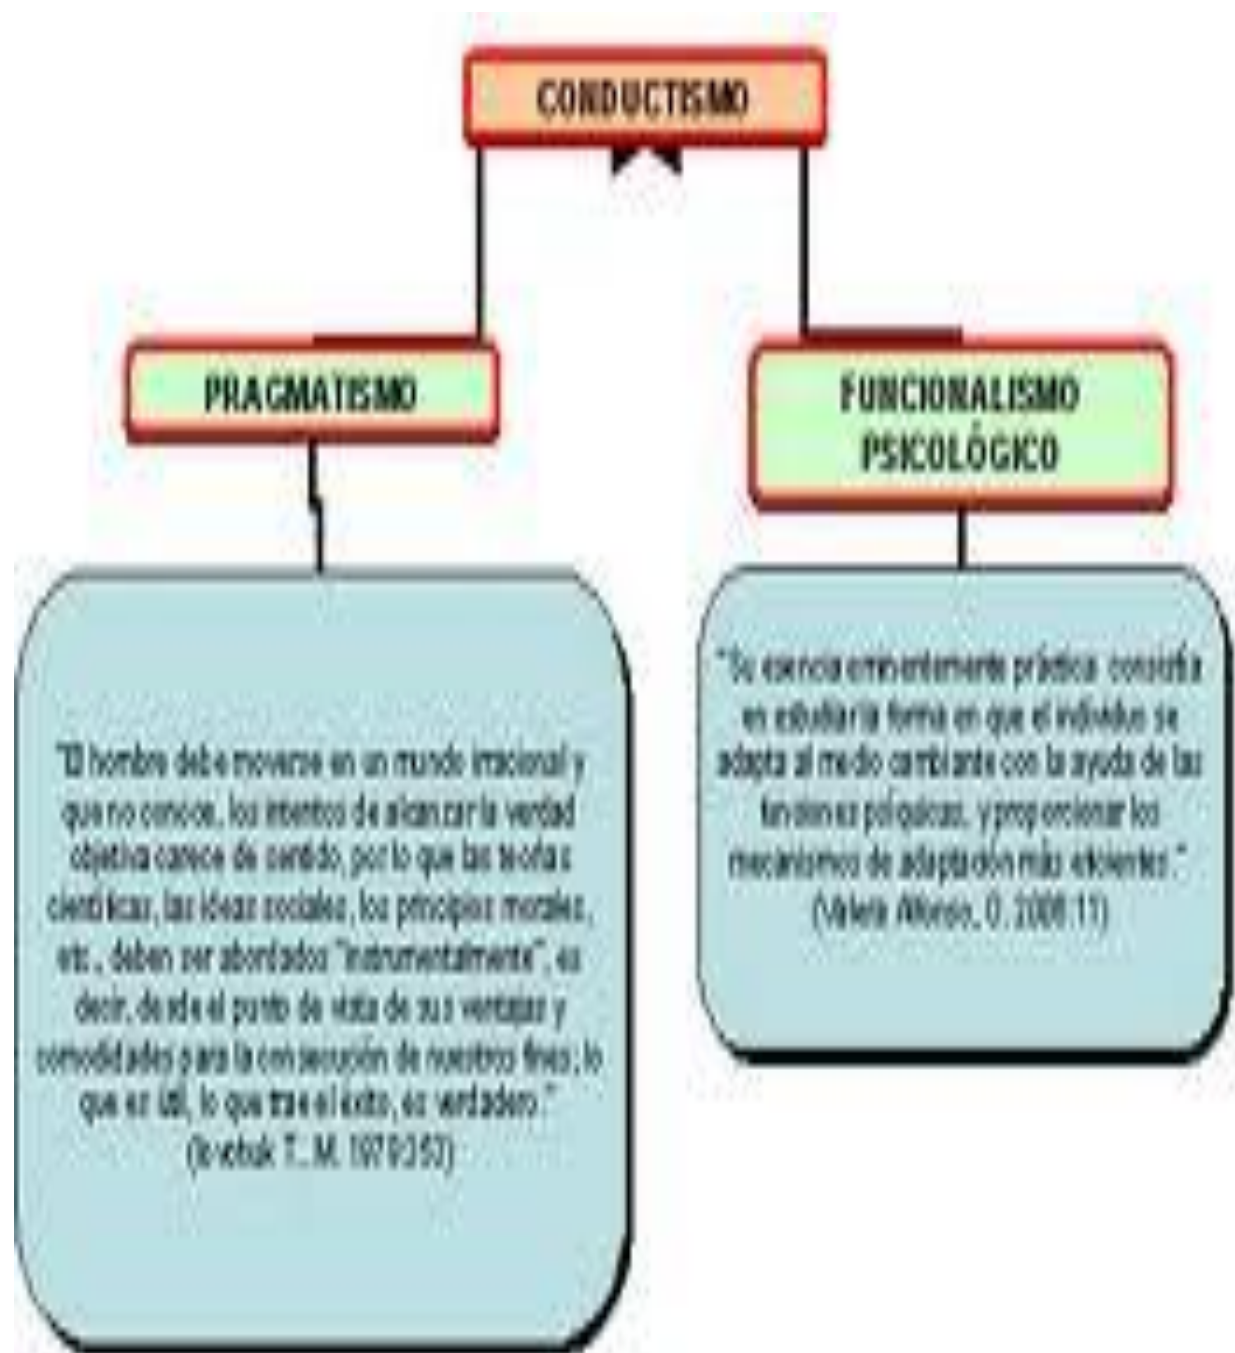 CONDUCTISMO
PRAGMATISMO
FUNCIONALISMO
PSICOLÓGICO
"El hombre debe moverse en un mundo irracional y
que no conoce, los intentos de alcanzar la verdad
objetiva carece de sentido, por lo que las teorías
científicas, las ideas sociales, los principios morales,
etc., deben ser abordados "instrumentalmente", es
decir, desde el punto de vista de sus ventajas y
comodidades para la consecución de nuestros fines; lo
que es útil, lo que trae el éxito, es verdadero."
T., M. 1979
"Su esencia eminentemente práctica consistía
en estudiar la forma en que el individuo se
adapta al medio cambiante con la ayuda de las
funciones psíquicas, y proporcionar los
mecanismos de adaptación más eficientes."
Alfonso, O. 11)